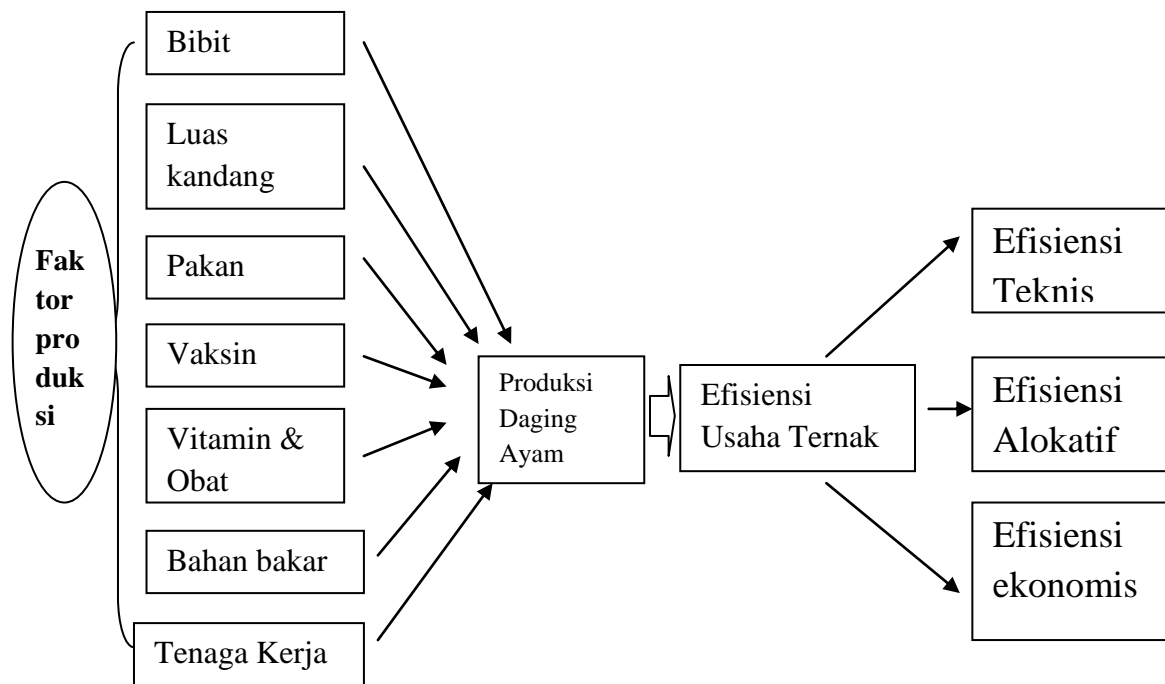 Fak
tor
pro
duk
si
Bibit
Luas
kandang
Pakan
Vaksin
Vitamin &
Obat
Bahan bakar
Tenaga Kerja
Produksi
Daging
Ayam
Efisiensi
Usaha Ternak
Efisiensi
Teknis
Efisiensi
Alokatif
Efisiensi
ekonomis